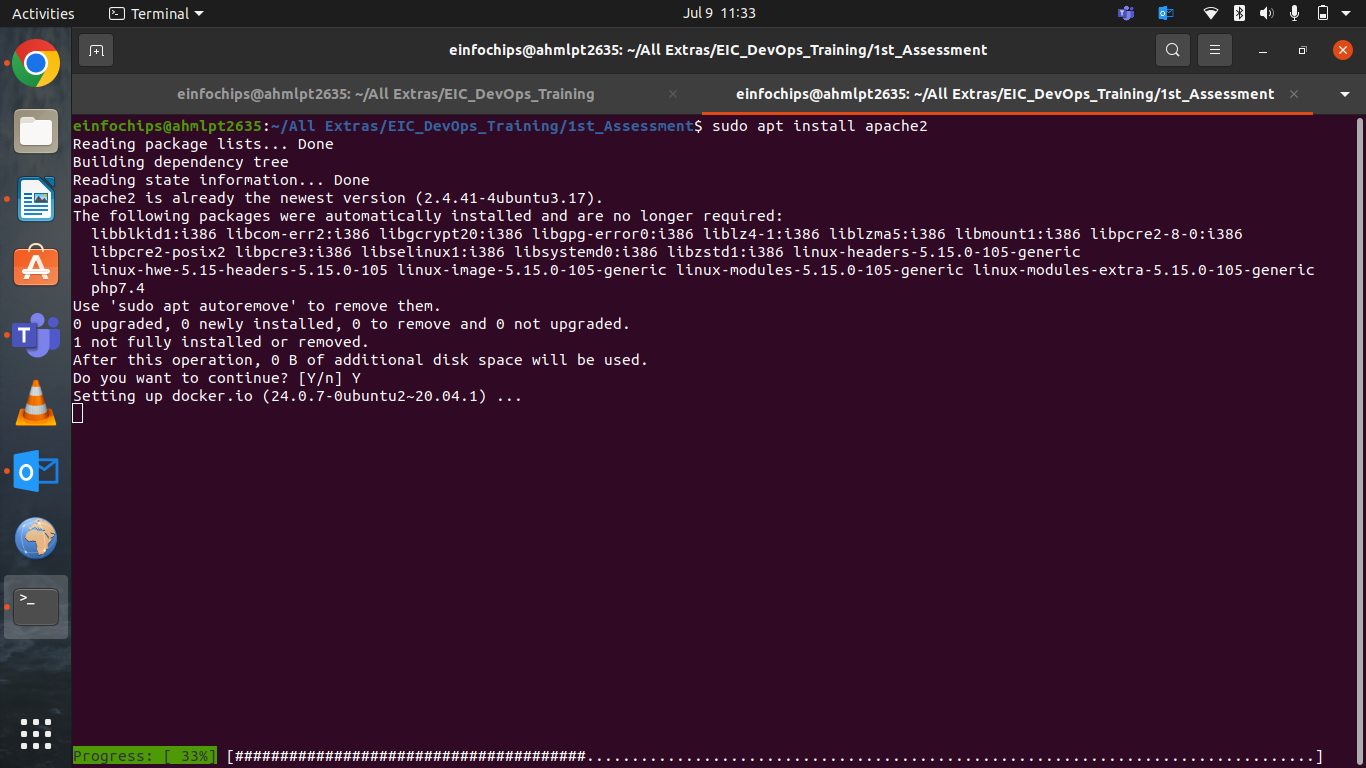 Activities
Terminal
Jul 9 11:33
einfochips@ahmlpt2635: ~/All Extras/EIC_DevOps_Training/1st_Assessment
einfochips@ahmlpt2635: ~/All Extras/EIC_DevOps_Training
einfochips@ahmlpt2635: ~/All Extras/EIC_DevOps_Training/1st_Assessment
einfochips@ahmlpt2635:~/All Extras/EIC_DevOps_Training/1st_Assessment$ sudo apt install apache2
Reading package lists... Done
Building dependency tree
Reading state information... Done
apache2 is already the newest version (2.4.41-4ubuntu3.17).
The following packages were automatically installed and are no longer required:
  libblkid1:i386 libcom-err2:i386 libgcrypt20:i386 libgpg-error0:i386 liblz4-1:i386 liblzma5:i386 libmount1:i386 libpcre2-8-0:i386
  libpcre2-posix2 libpcre3:i386 libselinux1:i386 libsystemd0:i386 libzstd1:i386 linux-headers-5.15.0-105-generic
  linux-hwe-5.15-headers-5.15.0-105 linux-image-5.15.0-105-generic linux-modules-5.15.0-105-generic linux-modules-extra-5.15.0-105-generic
  php7.4
Use 'sudo apt autoremove' to remove them.
0 upgraded, 0 newly installed, 0 to remove and 0 not upgraded.
1 not fully installed or removed.
After this operation, 0 B of additional disk space will be used.
Do you want to continue? [Y/n] Y
Setting up docker.io (24.0.7-0ubuntu2~20.04.1) ...
Progress: [ 33%] [#######################################.................................................................................]